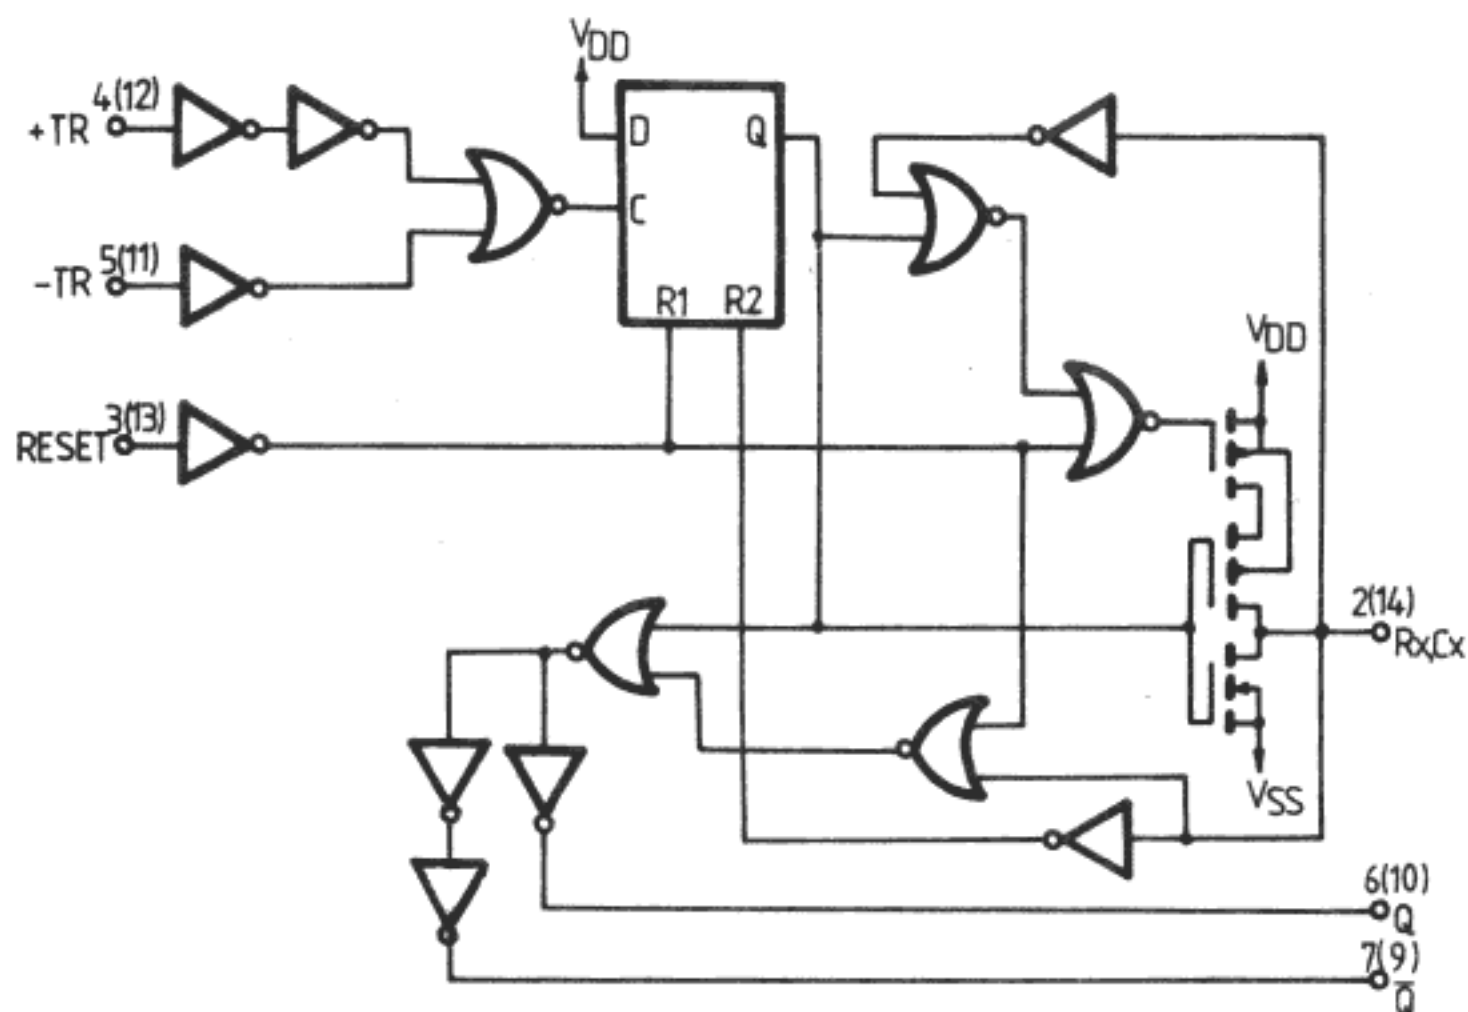 VDD
4(12)
+TR
D
Q
C
5(11)
-TR
R1
R2
VDD
3(13)
RESET
2(14)
Rx,Cx
VSS
6(10)
Q
7(9)
Q̅